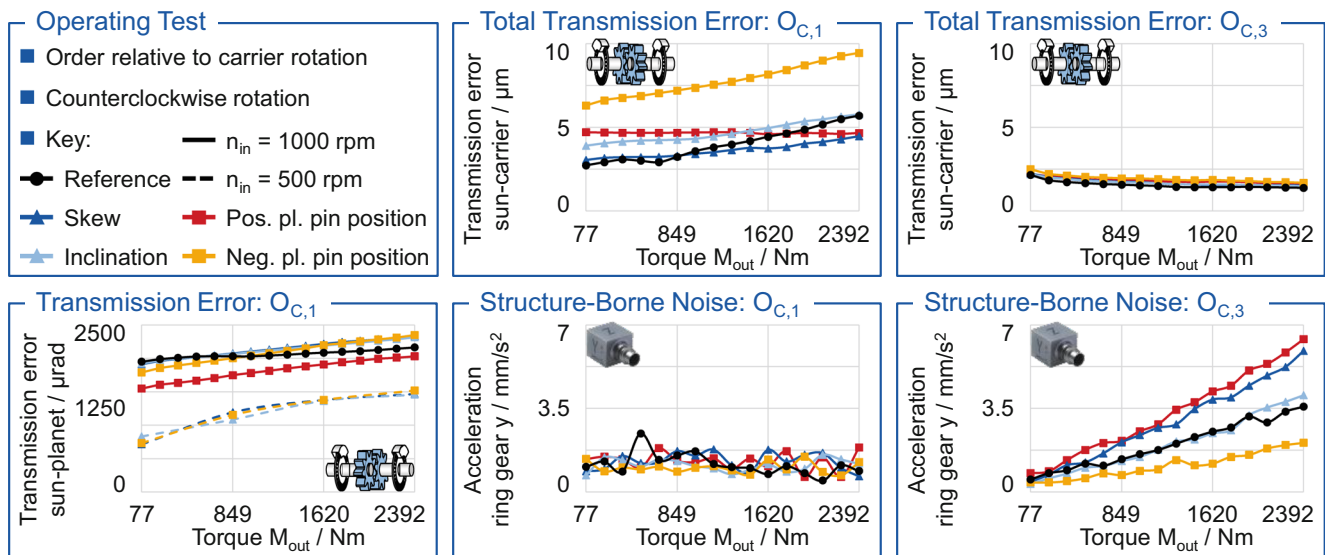 Operating Test
Order relative to carrier rotation
Counterclockwise rotation
Key:
n_in = 1000 rpm
Reference
n_in = 500 rpm
Skew
Pos. pl. pin position
Inclination
Neg. pl. pin position
Total Transmission Error: O_C,1
Transmission error
sun-carrier / µm
10
5
0
77 849 1620 2392
Torque M_out / Nm
Total Transmission Error: O_C,3
Transmission error
sun-carrier / µm
10
5
0
77 849 1620 2392
Torque M_out / Nm
Transmission Error: O_C,1
Transmission error
sun-planet / µrad
2500
1250
0
77 849 1620 2392
Torque M_out / Nm
Structure-Borne Noise: O_C,1
Acceleration
ring gear y / mm/s²
7
3.5
0
77 849 1620 2392
Torque M_out / Nm
Structure-Borne Noise: O_C,3
Acceleration
ring gear y / mm/s²
7
3.5
0
77 849 1620 2392
Torque M_out / Nm